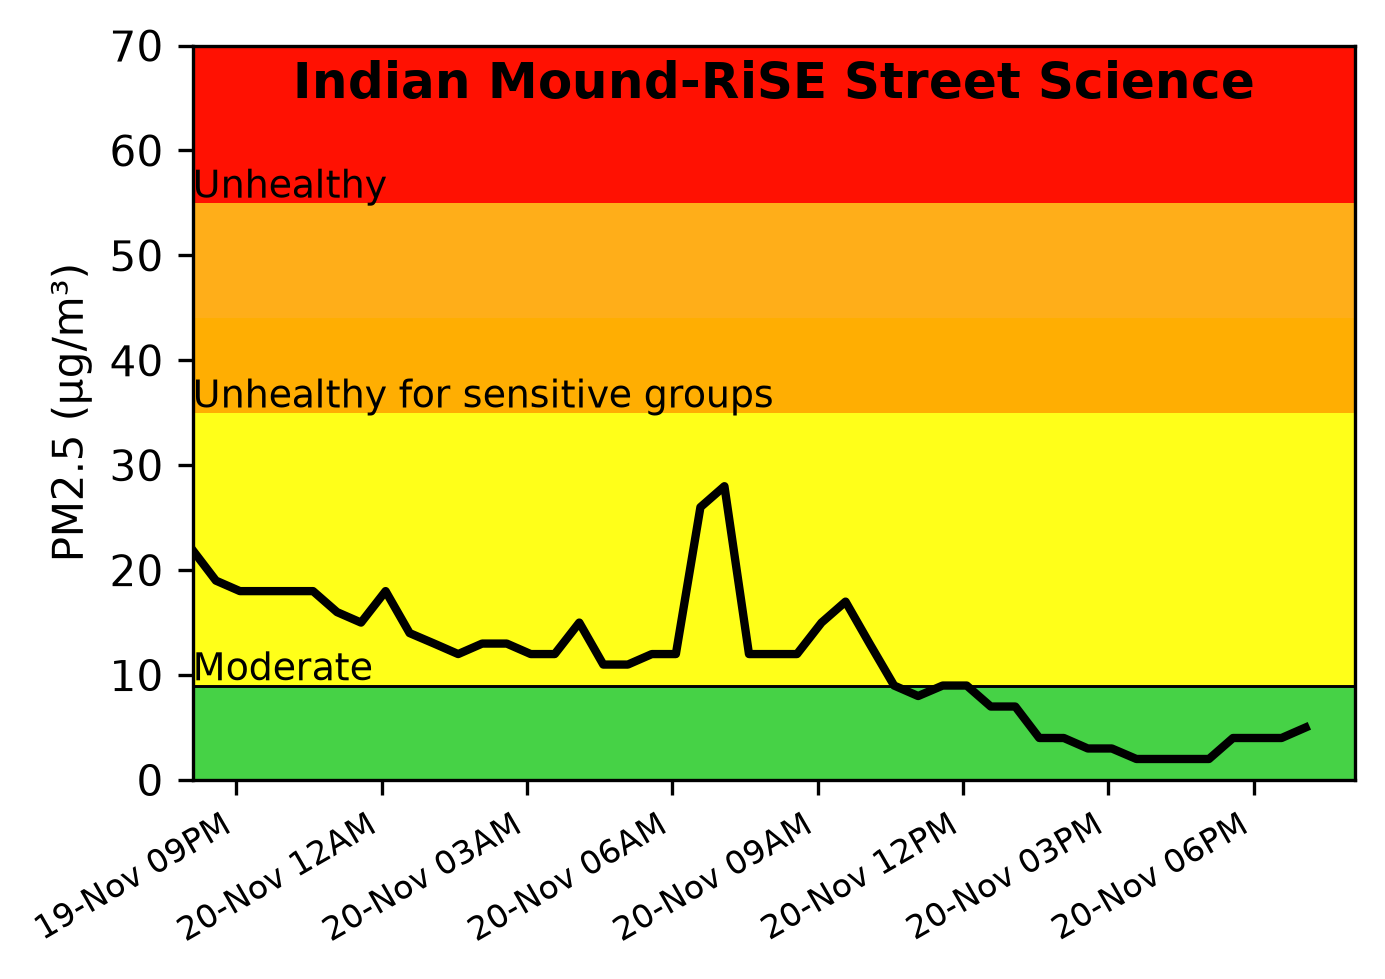 Indian Mound-RiSE Street Science
70
60
Unhealthy
50
40
Unhealthy for sensitive groups
30
20
Moderate
10
0
PM2.5 (µg/m³)
19-Nov 09PM
20-Nov 12AM
20-Nov 03AM
20-Nov 06AM
20-Nov 09AM
20-Nov 12PM
20-Nov 03PM
20-Nov 06PM